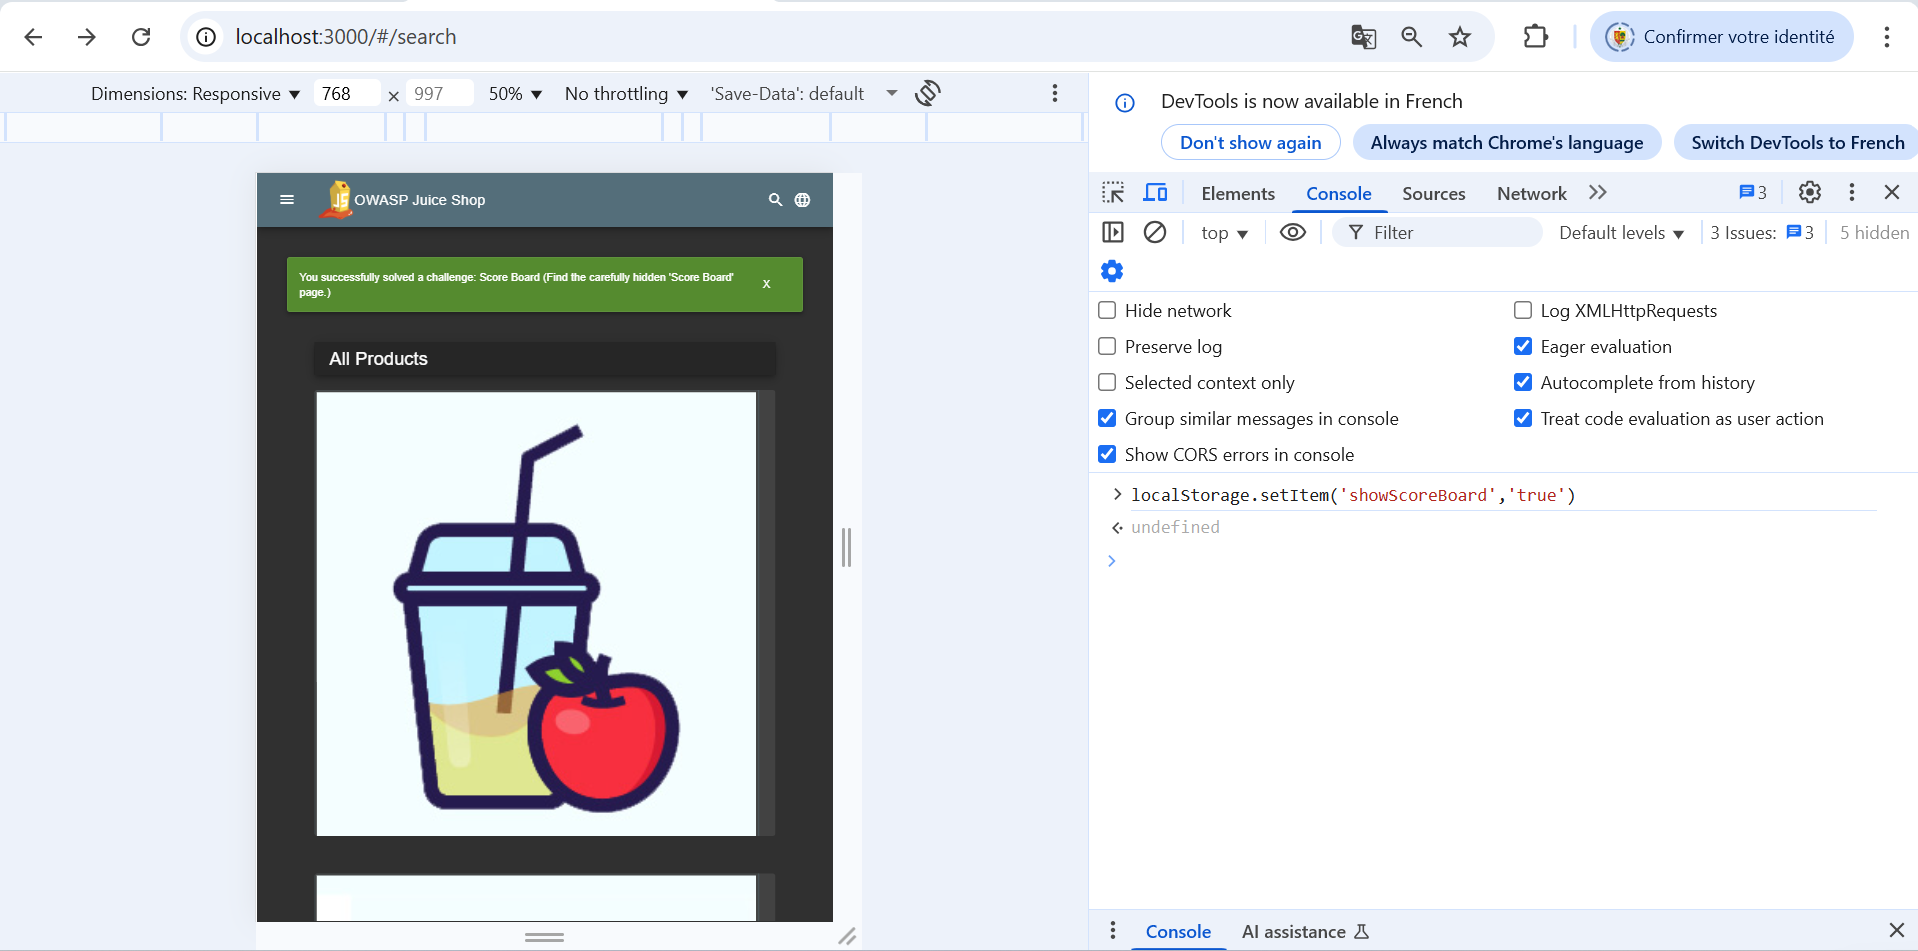 localhost:3000/#/search
Confirmer votre identité
Dimensions: Responsive ▼ 768 × 997 50% ▼ No throttling ▼ 'Save-Data': default
DevTools is now available in French
Don't show again Always match Chrome's language Switch DevTools to French
Elements Console Sources Network 3
top ▼ Filter Default levels ▼ 3 Issues: 3 5 hidden
Hide network Log XMLHttpRequests
Preserve log Eager evaluation
Selected context only Autocomplete from history
Group similar messages in console Treat code evaluation as user action
Show CORS errors in console
> localStorage.setItem('showScoreBoard','true')
undefined
>
JS OWASP Juice Shop
You successfully solved a challenge: Score Board (Find the carefully hidden 'Score Board'
page.) X
All Products
Console AI assistance